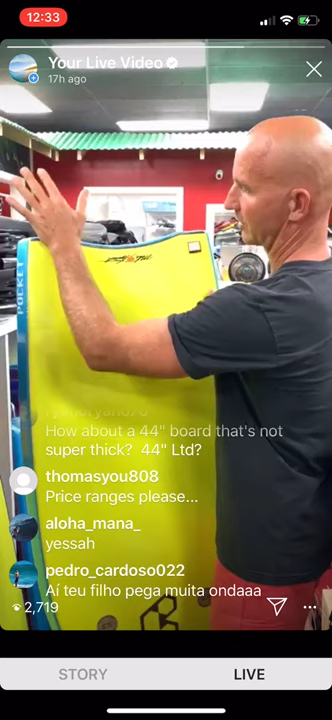 12:33
Your Live Video
17h ago
POCKET
How about a 44" board that's not
super thick? 44" Ltd?
thomasyou808
Price ranges please...
aloha_mana_
yessah
pedro_cardoso022
Aí teu filho pega muita ondaaa
2,719
STORY
LIVE